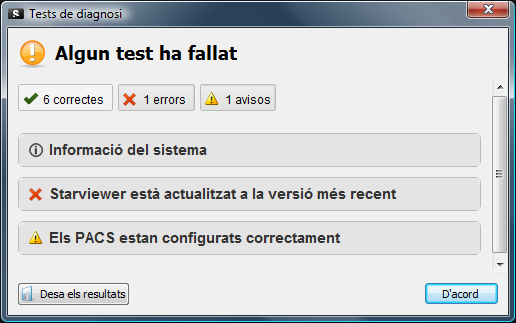 Tests de diagnosi
Algun test ha fallat
6 correctes
1 errors
1 avisos
Informació del sistema
Starviewer està actualitzat a la versió més recent
Els PACS estan configurats correctament
Desa els resultats
D'acord